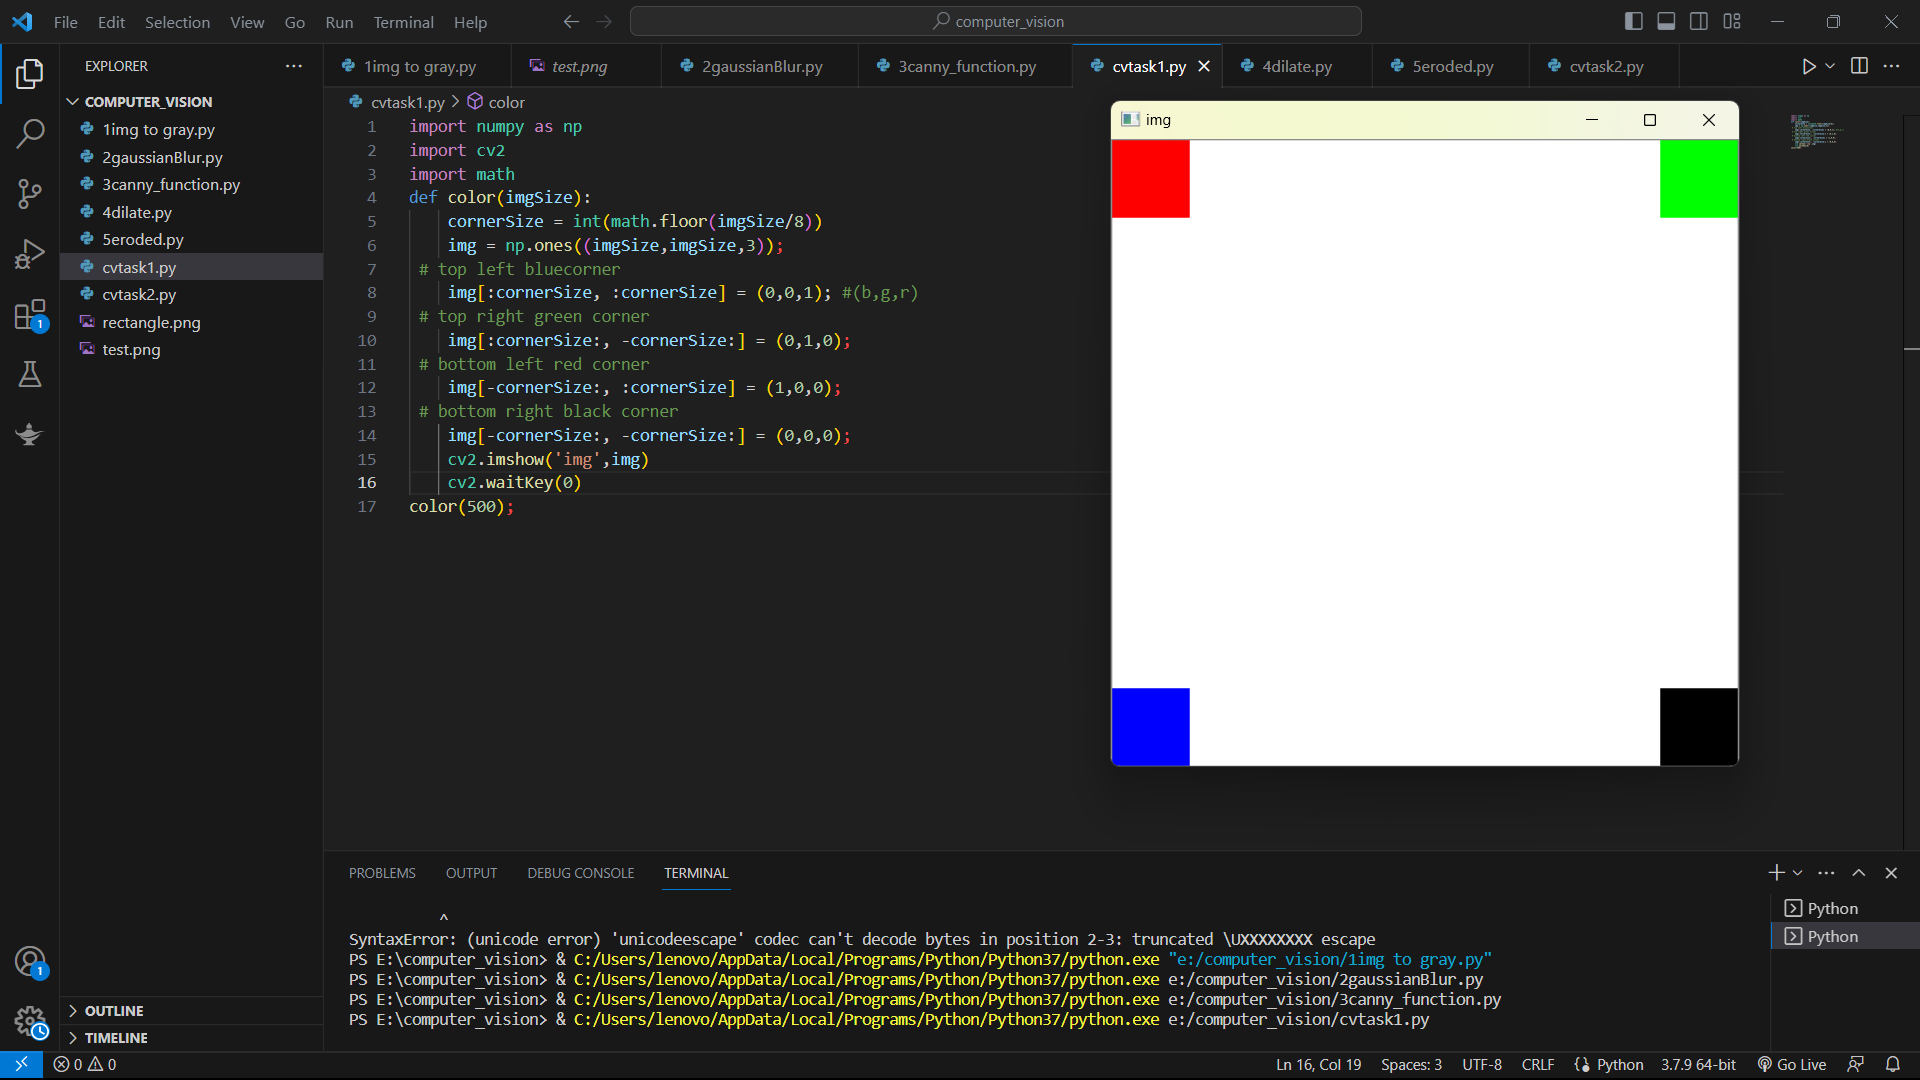 File Edit Selection View Go Run Terminal Help
computer_vision
EXPLORER
COMPUTER_VISION
1img to gray.py
2gaussianBlur.py
3canny_function.py
4dilate.py
5eroded.py
cvtask1.py
cvtask2.py
rectangle.png
test.png
OUTLINE
TIMELINE
1
1
1img to gray.py test.png 2gaussianBlur.py 3canny_function.py cvtask1.py 4dilate.py 5eroded.py cvtask2.py
cvtask1.py > color
1 import numpy as np
2 import cv2
3 import math
4 def color(imgSize):
5 cornerSize = int(math.floor(imgSize/8))
6 img = np.ones((imgSize,imgSize,3));
7 # top left bluecorner
8 img[:cornerSize, :cornerSize] = (0,0,1); #(b,g,r)
9 # top right green corner
10 img[:cornerSize:, -cornerSize:] = (0,1,0);
11 # bottom left red corner
12 img[-cornerSize:, :cornerSize] = (1,0,0);
13 # bottom right black corner
14 img[-cornerSize:, -cornerSize:] = (0,0,0);
15 cv2.imshow('img',img)
16 cv2.waitKey(0)
17 color(500);
img
PROBLEMS OUTPUT DEBUG CONSOLE TERMINAL
^
SyntaxError: (unicode error) 'unicodeescape' codec can't decode bytes in position 2-3: truncated \UXXXXXXXX escape
PS E:\computer_vision> & C:/Users/lenovo/AppData/Local/Programs/Python/Python37/python.exe "e:/computer_vision/1img to gray.py"
PS E:\computer_vision> & C:/Users/lenovo/AppData/Local/Programs/Python/Python37/python.exe e:/computer_vision/2gaussianBlur.py
PS E:\computer_vision> & C:/Users/lenovo/AppData/Local/Programs/Python/Python37/python.exe e:/computer_vision/3canny_function.py
PS E:\computer_vision> & C:/Users/lenovo/AppData/Local/Programs/Python/Python37/python.exe e:/computer_vision/cvtask1.py
Python
Python
0 0 Ln 16, Col 19 Spaces: 3 UTF-8 CRLF Python 3.7.9 64-bit Go Live